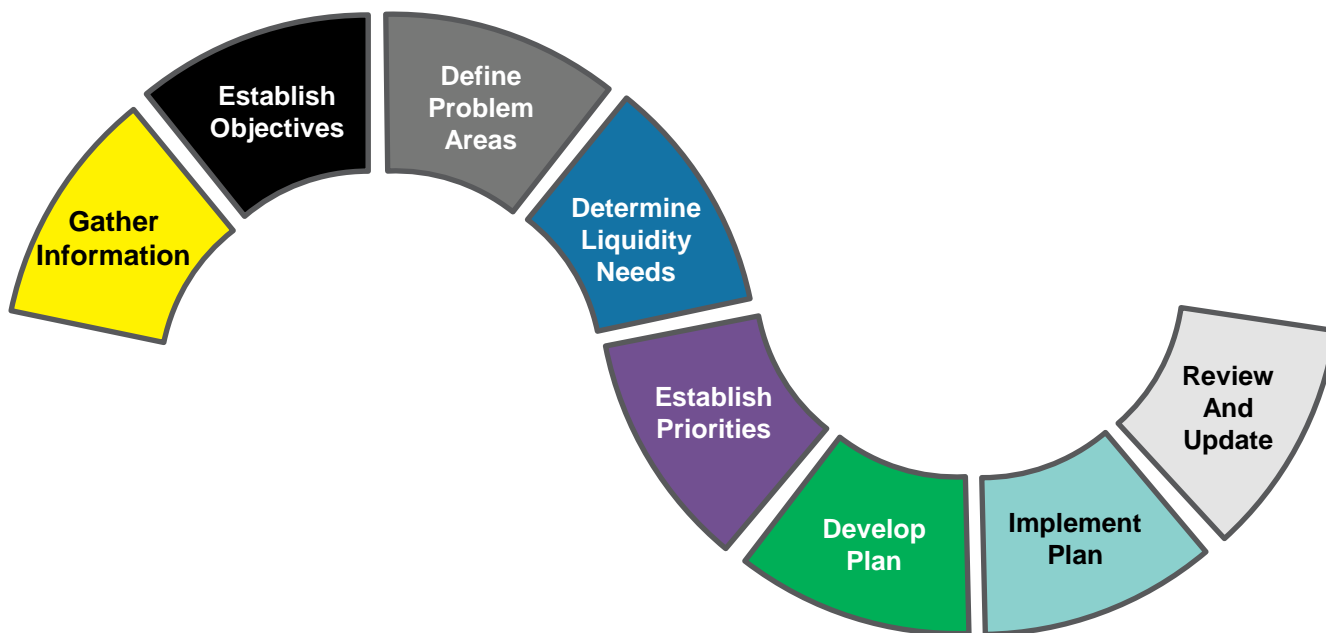 Gather
Information
Establish
Objectives
Define
Problem
Areas
Determine
Liquidity
Needs
Establish
Priorities
Develop
Plan
Implement
Plan
Review
And
Update